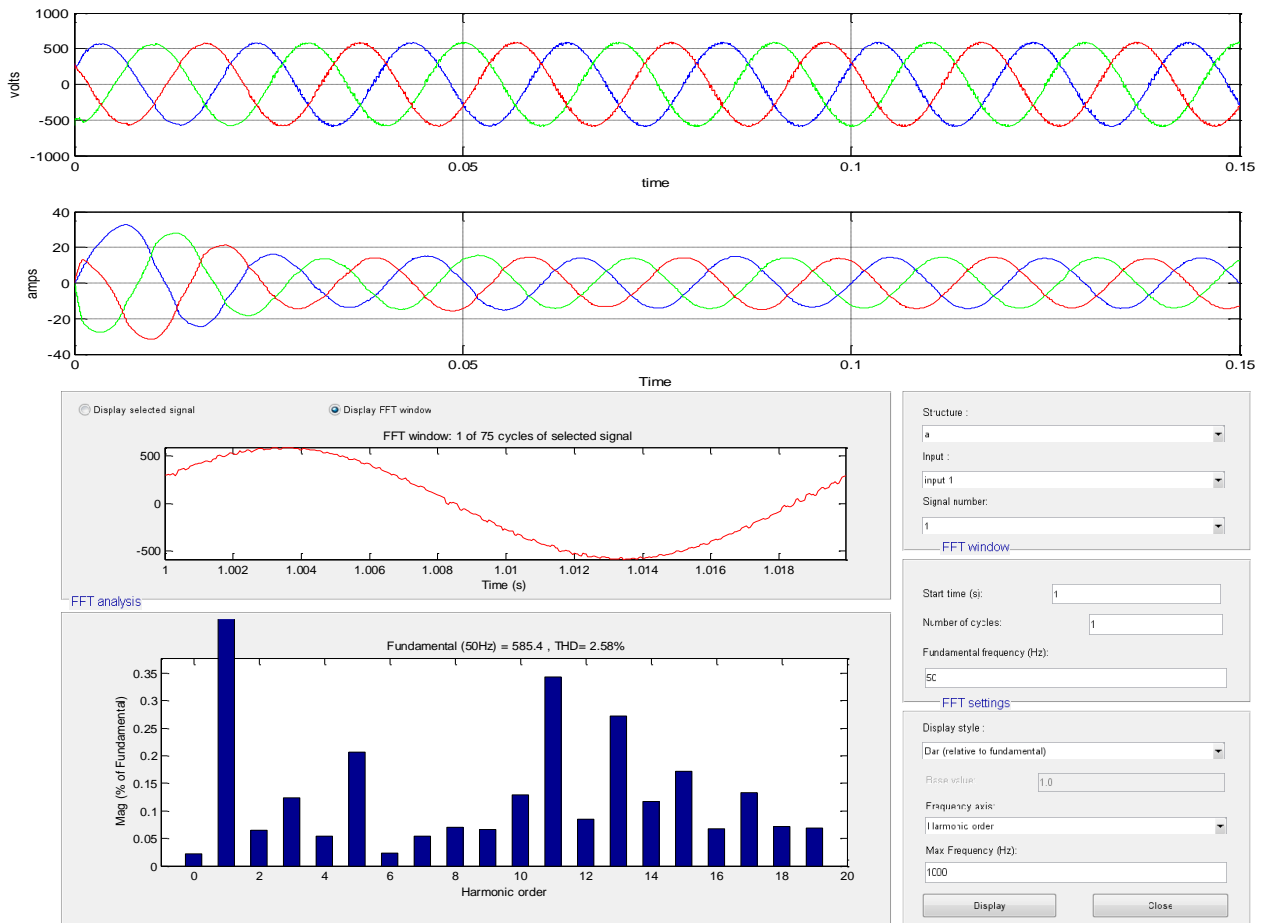 1000
500
0
-500
-1000
volts
0
0.05
0.1
0.15
time
40
20
0
-20
-40
amps
0
0.05
0.1
0.15
Time
Display selected signal
Display FFT window
FFT window: 1 of 75 cycles of selected signal
500
0
-500
1
1.002
1.004
1.006
1.008
1.01
1.012
1.014
1.016
1.018
Time (s)
FFT analysis
Fundamental (50Hz) = 585.4 , THD= 2.58%
0.35
0.3
0.25
0.2
0.15
0.1
0.05
0
Mag (% of Fundamental)
0
2
4
6
8
10
12
14
16
18
20
Harmonic order
Structure :
a
Input :
input 1
Signal number:
1
FFT window
Start time (s):
1
Number of cycles:
1
Fundamental frequency (Hz):
50
FFT settings
Display style :
Bar (relative to fundamental)
Base value:
1.0
Frequency axis:
Harmonic order
Max Frequency (Hz):
1000
Display
Close